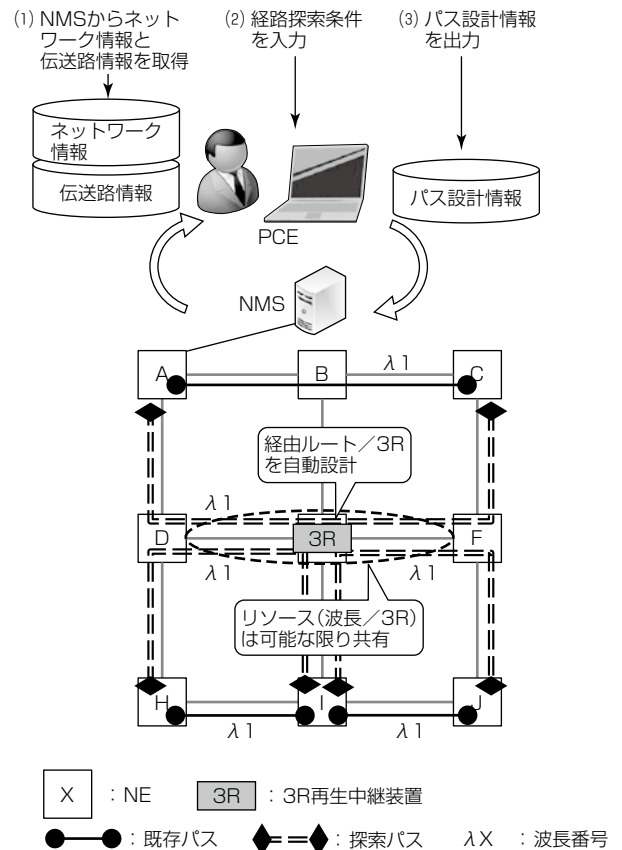 (1) NMSからネット
ワーク情報と
伝送路情報を取得
(2) 経路探索条件
を入力
(3) パス設計情報
を出力
ネットワーク
情報
伝送路情報
PCE
パス設計情報
NMS
A
B
λ1
C
経由ルート/3R
を自動設計
λ1
D
3R
F
λ1
λ1
リソース(波長/3R)
は可能な限り共有
H
I
J
λ1
λ1
X
:NE
3R
:3R再生中継装置
:既存パス
:探索パス
λX
:波長番号